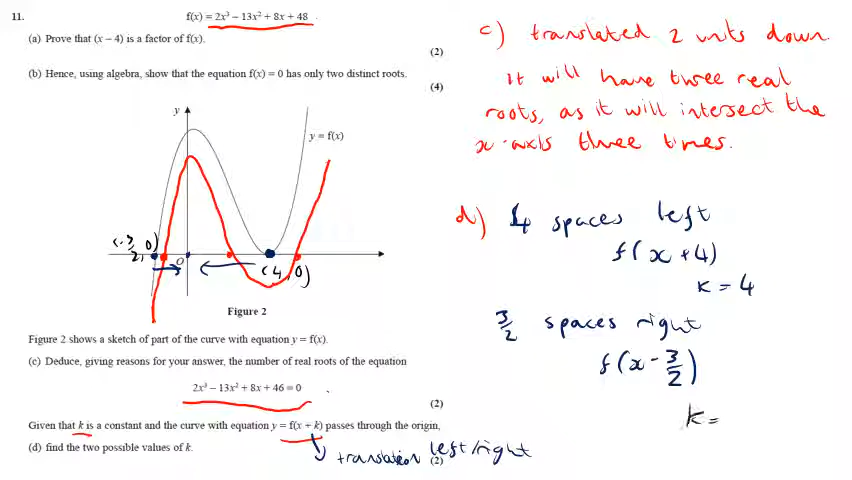 11.
f(x) = 2x³ − 13x² + 8x + 48
(a) Prove that (x − 4) is a factor of f(x).
(2)
(b) Hence, using algebra, show that the equation f(x) = 0 has only two distinct roots.
(4)
y
y = f(x)
(-3/2, 0)
O
(4, 0)
x
Figure 2
Figure 2 shows a sketch of part of the curve with equation y = f(x).
(c) Deduce, giving reasons for your answer, the number of real roots of the equation
2x³ − 13x² + 8x + 46 = 0
(2)
Given that k is a constant and the curve with equation y = f(x + k) passes through the origin,
(d) find the two possible values of k.
(2)
translation left/right
c) translated 2 units down
it will have three real
roots, as it will intersect the
x-axis three times.
d) 4 spaces left
f(x + 4)
k = 4
3/2 spaces right
f(x - 3/2)
k =